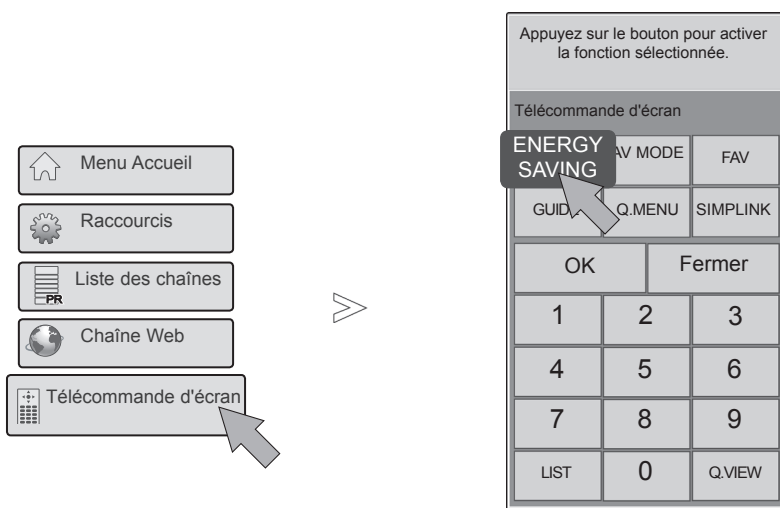 Menu Accueil
Raccourcis
Liste des chaînes
PR
Chaîne Web
Télécommande d'écran
Appuyez sur le bouton pour activer
la fonction sélectionnée.
Télécommande d'écran
ENERGY
SAVING
AV MODE
FAV
Q.MENU
SIMPLINK
OK
Fermer
1
2
3
4
5
6
7
8
9
LIST
0
Q.VIEW